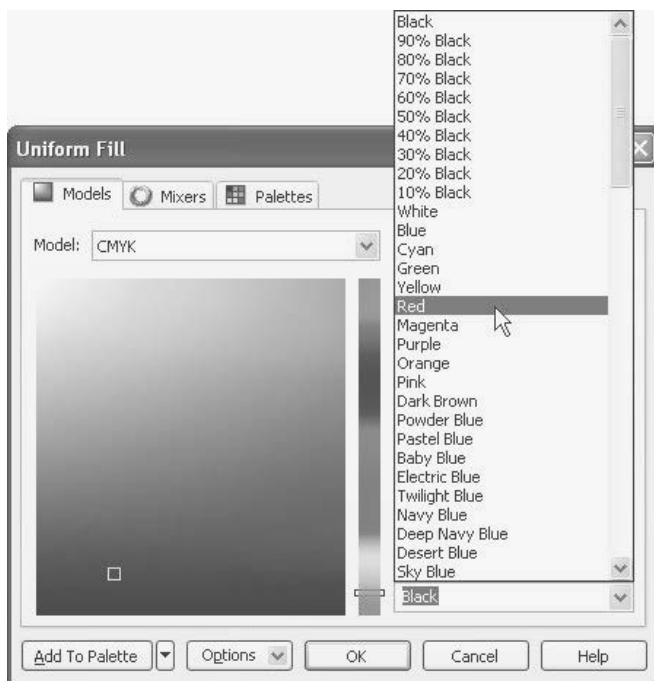 Black
90% Black
80% Black
70% Black
60% Black
50% Black
40% Black
30% Black
20% Black
10% Black
White
Blue
Cyan
Green
Yellow
Red
Magenta
Purple
Orange
Pink
Dark Brown
Powder Blue
Pastel Blue
Baby Blue
Electric Blue
Twilight Blue
Navy Blue
Deep Navy Blue
Desert Blue
Sky Blue
Uniform Fill
Models Mixers Palettes
Model: CMYK
Black
Add To Palette Options OK Cancel Help